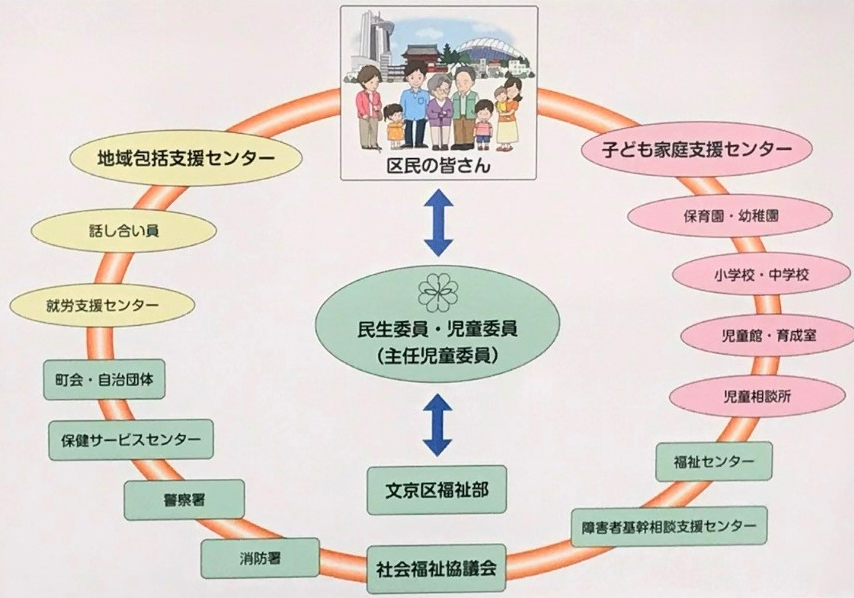 区民の皆さん
地域包括支援センター
話し合い員
就労支援センター
町会・自治団体
保健サービスセンター
警察署
消防署
社会福祉協議会
民生委員・児童委員
(主任児童委員)
文京区福祉部
子ども家庭支援センター
保育園・幼稚園
小学校・中学校
児童館・育成室
児童相談所
福祉センター
障害者基幹相談支援センター